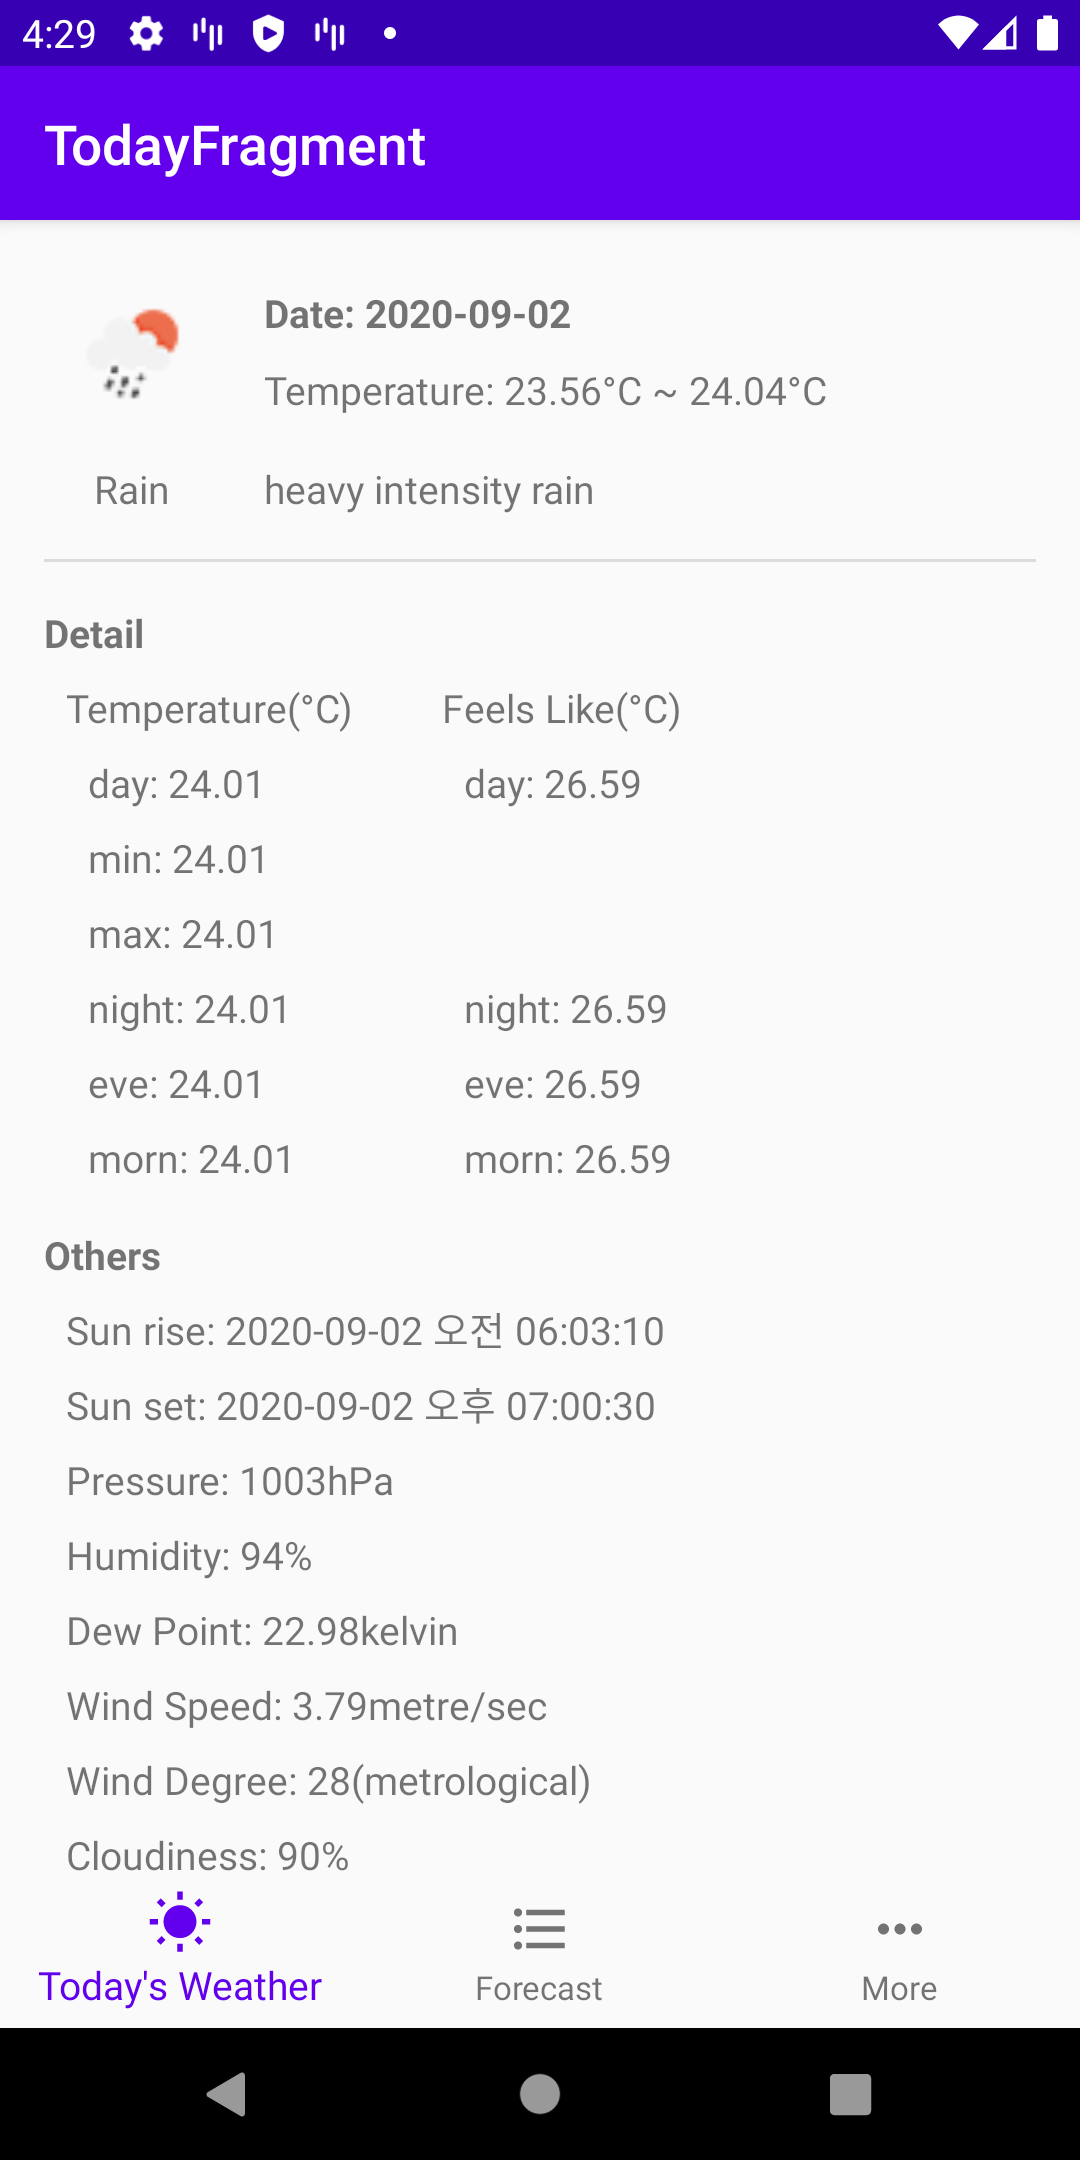 4:29
TodayFragment
Date: 2020-09-02
Temperature: 23.56°C ~ 24.04°C
Rain
heavy intensity rain
Detail
Temperature(°C)
Feels Like(°C)
day: 24.01
day: 26.59
min: 24.01
max: 24.01
night: 24.01
night: 26.59
eve: 24.01
eve: 26.59
morn: 24.01
morn: 26.59
Others
Sun rise: 2020-09-02 오전 06:03:10
Sun set: 2020-09-02 오후 07:00:30
Pressure: 1003hPa
Humidity: 94%
Dew Point: 22.98kelvin
Wind Speed: 3.79metre/sec
Wind Degree: 28(metrological)
Cloudiness: 90%
Today's Weather
Forecast
More